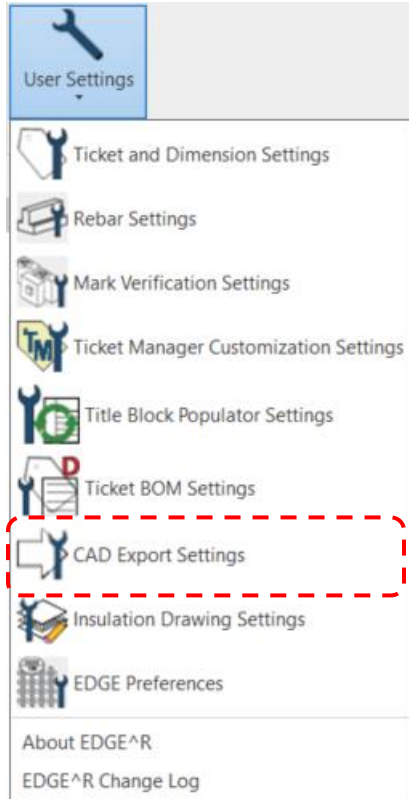 User Settings
Ticket and Dimension Settings
Rebar Settings
Mark Verification Settings
TM
Ticket Manager Customization Settings
Title Block Populator Settings
D
Ticket BOM Settings
CAD Export Settings
Insulation Drawing Settings
EDGE Preferences
About EDGE^R
EDGE^R Change Log